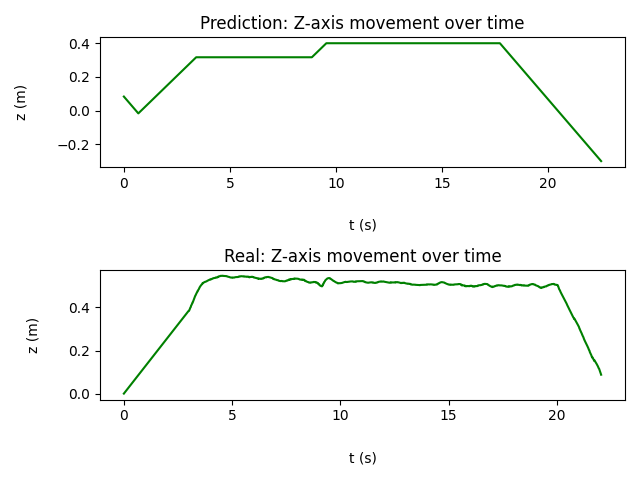 Prediction: Z-axis movement over time
0.4
0.2
0.0
−0.2
z (m)
0 5 10 15 20
t (s)
Real: Z-axis movement over time
0.4
0.2
0.0
z (m)
0 5 10 15 20
t (s)